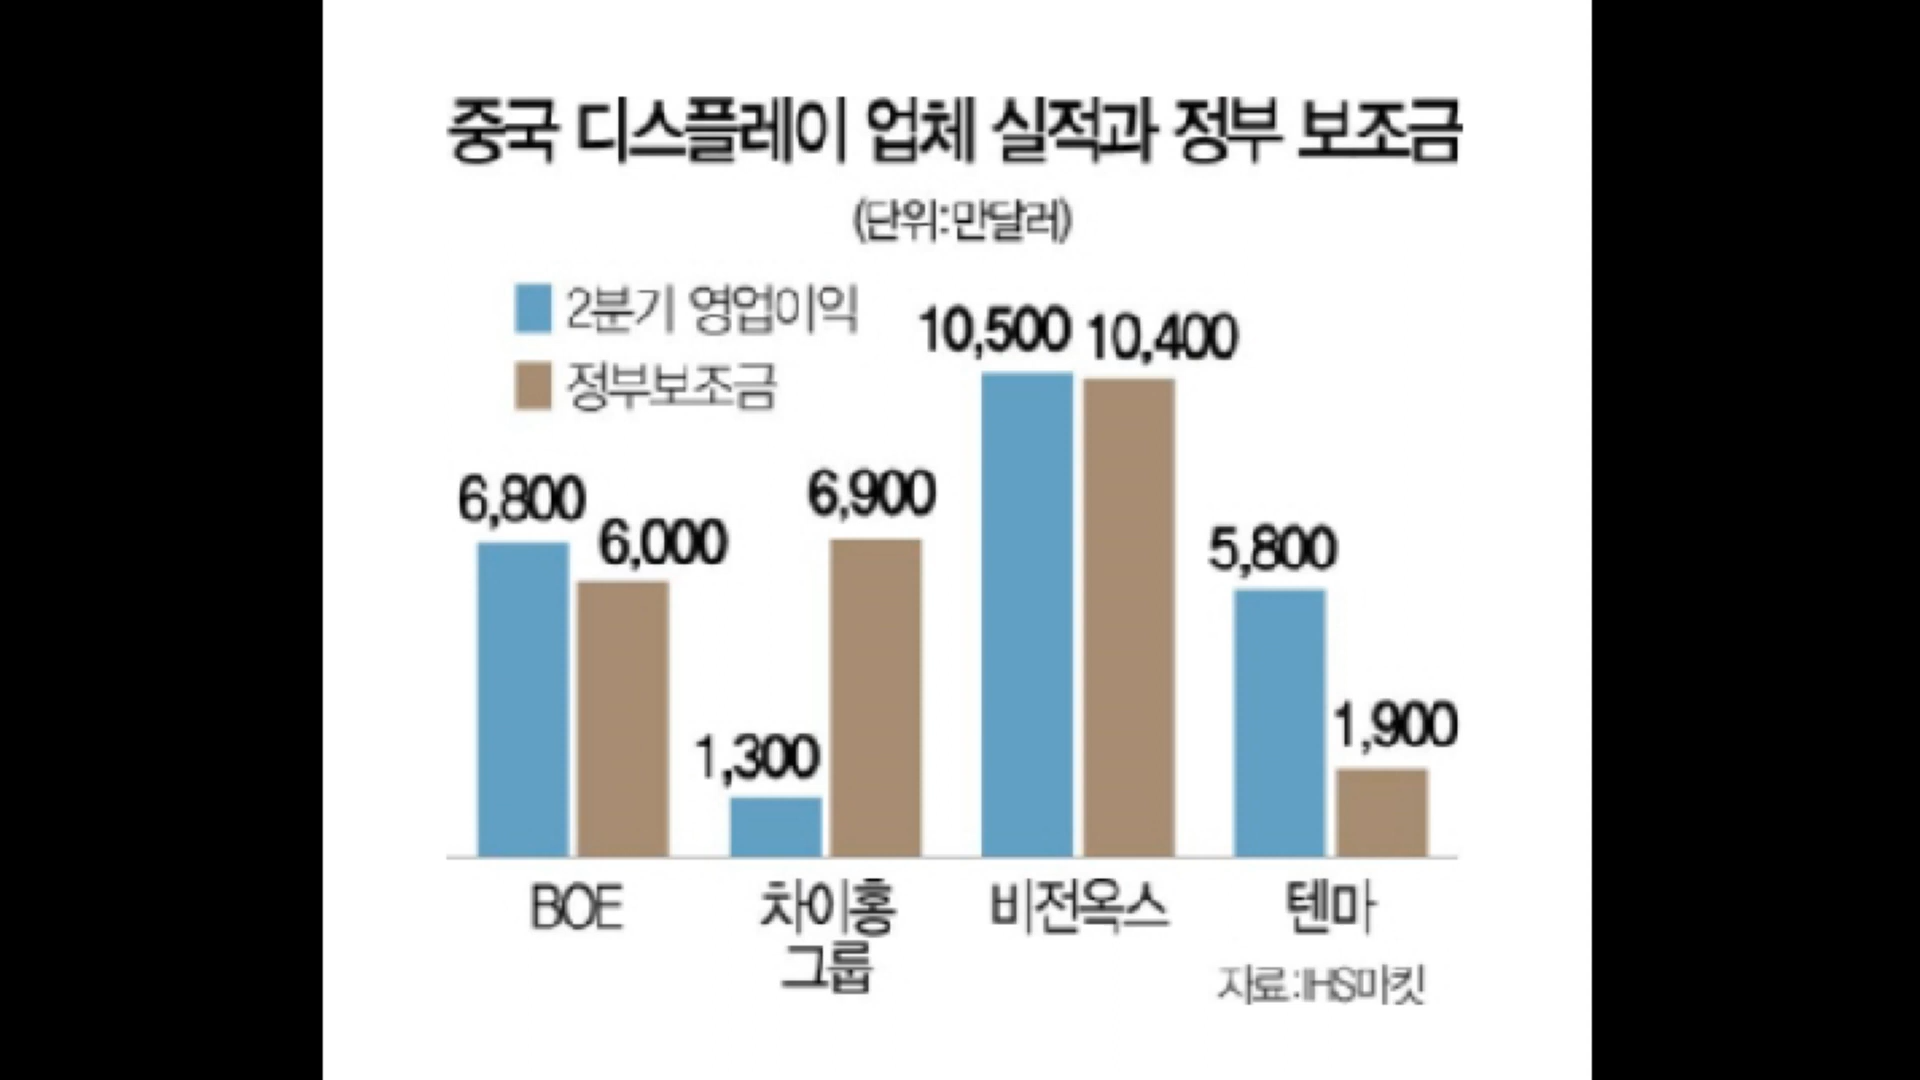 중국 디스플레이 업체 실적과 정부 보조금
(단위:만달러)
2분기 영업이익
정부보조금
6,800
6,000
1,300
6,900
10,500
10,400
5,800
1,900
BOE
차이홍
그룹
비전옥스
텐마
자료:IHS마킷